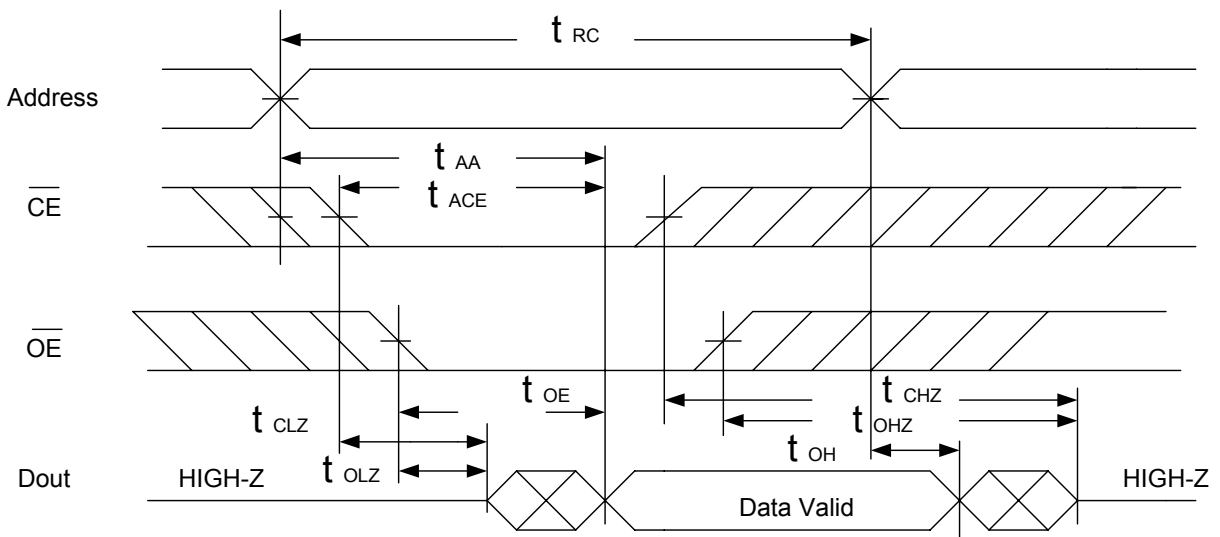 t RC
Address
t AA
CE
t ACE
OE
t OE
t CHZ
t CLZ
t OHZ
t OLZ
t OH
Dout
HIGH-Z
Data Valid
HIGH-Z